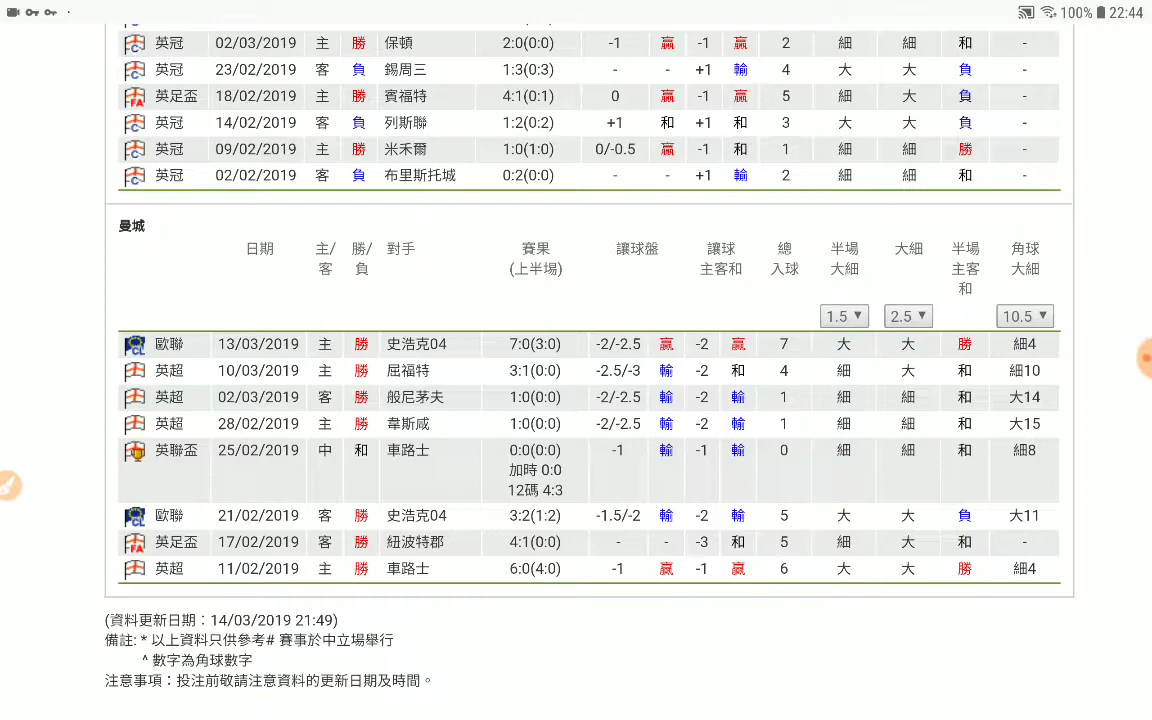 100% 22:44
英冠 02/03/2019 主 勝 保頓 2:0(0:0) -1 贏 -1 贏 2 細 細 和 -
英冠 23/02/2019 客 負 錫周三 1:3(0:3) - - +1 輸 4 大 大 負 -
英足盃 18/02/2019 主 勝 賓福特 4:1(0:1) 0 贏 -1 贏 5 細 大 負 -
英冠 14/02/2019 客 負 列斯聯 1:2(0:2) +1 和 +1 和 3 大 大 負 -
英冠 09/02/2019 主 勝 米禾爾 1:0(1:0) 0/-0.5 贏 -1 和 1 細 細 勝 -
英冠 02/02/2019 客 負 布里斯托城 0:2(0:0) - - +1 輸 2 細 細 和 -
曼城
日期 主/客 勝/負 對手 賽果(上半場) 讓球盤 讓球主客和 總入球 半場大細 大細 半場主客和 角球大細
1.5 ▼ 2.5 ▼ 10.5 ▼
歐聯 13/03/2019 主 勝 史浩克04 7:0(3:0) -2/-2.5 贏 -2 贏 7 大 大 勝 細4
英超 10/03/2019 主 勝 屈福特 3:1(0:0) -2.5/-3 輸 -2 和 4 細 大 和 細10
英超 02/03/2019 客 勝 般尼茅夫 1:0(0:0) -2/-2.5 輸 -2 輸 1 細 細 和 大14
英超 28/02/2019 主 勝 韋斯咸 1:0(0:0) -2/-2.5 輸 -2 輸 1 細 細 和 大15
英聯盃 25/02/2019 中 和 車路士 0:0(0:0) -1 輸 -1 輸 0 細 細 和 細8
加時 0:0
12碼 4:3
歐聯 21/02/2019 客 勝 史浩克04 3:2(1:2) -1.5/-2 輸 -2 輸 5 大 大 負 大11
英足盃 17/02/2019 客 勝 紐波特郡 4:1(0:0) - - -3 和 5 細 大 和 -
英超 11/02/2019 主 勝 車路士 6:0(4:0) -1 贏 -1 贏 6 大 大 勝 細4
(資料更新日期：14/03/2019 21:49)
備註: * 以上資料只供參考# 賽事於中立場舉行
^ 數字為角球數字
注意事項：投注前敬請注意資料的更新日期及時間。